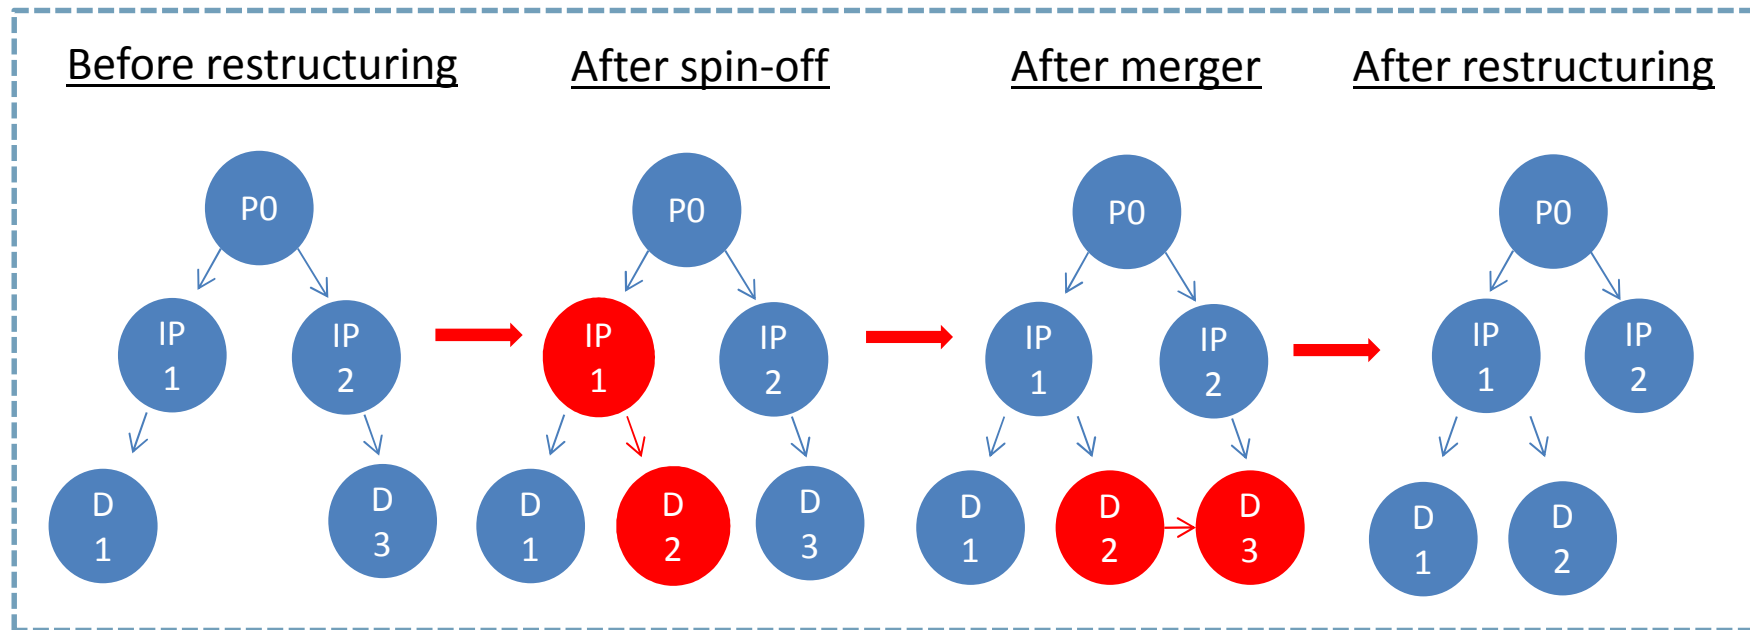 Before restructuring
After spin-off
After merger
After restructuring
P0
P0
P0
P0
IP
1
IP
2
IP
1
IP
2
IP
1
IP
2
IP
1
IP
2
D
1
D
3
D
1
D
2
D
3
D
1
D
2
D
3
D
1
D
2